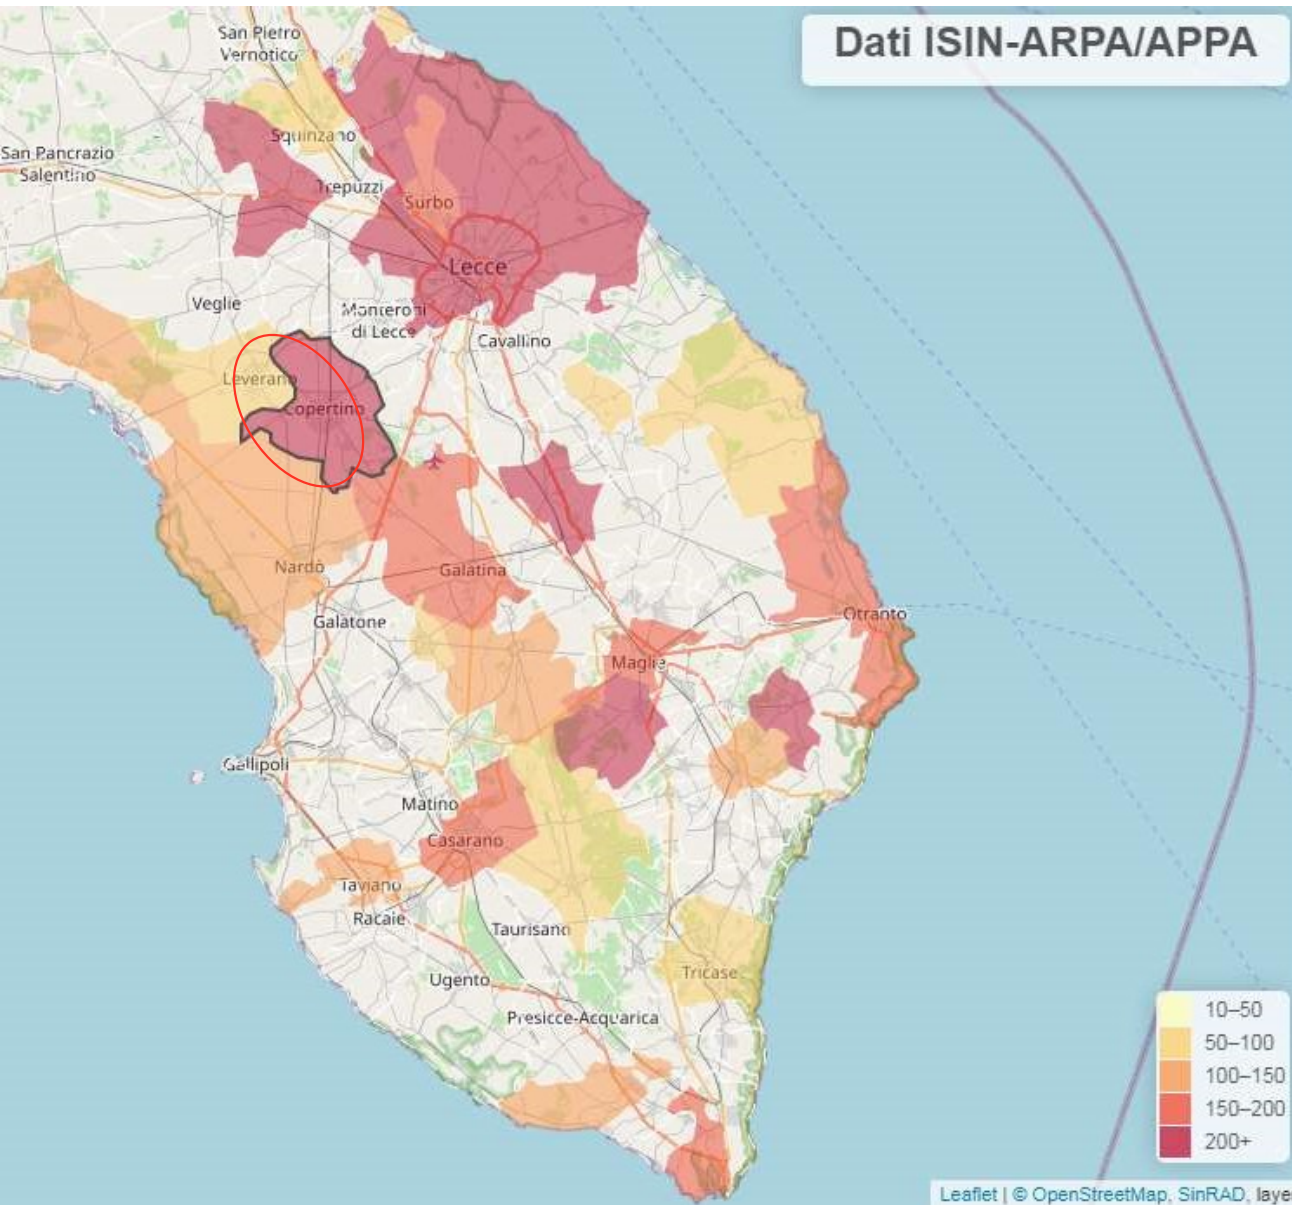 Dati ISIN-ARPA/APPA
San Pietro
Vernotico
Squinzano
San Pancrazio
Salentino
Trepuzzi
Surbo
Lecce
Veglie
Monteroni
di Lecce
Cavallino
Leverano
Copertino
Nardò
Galatina
Otranto
Galatone
Maglie
Gallipoli
Matino
Casarano
Taviano
Racale
Taurisano
Tricase
Ugento
Presicce-Acquarica
10–50
50–100
100–150
150–200
200+
Leaflet | © OpenStreetMap, SinRAD, laye